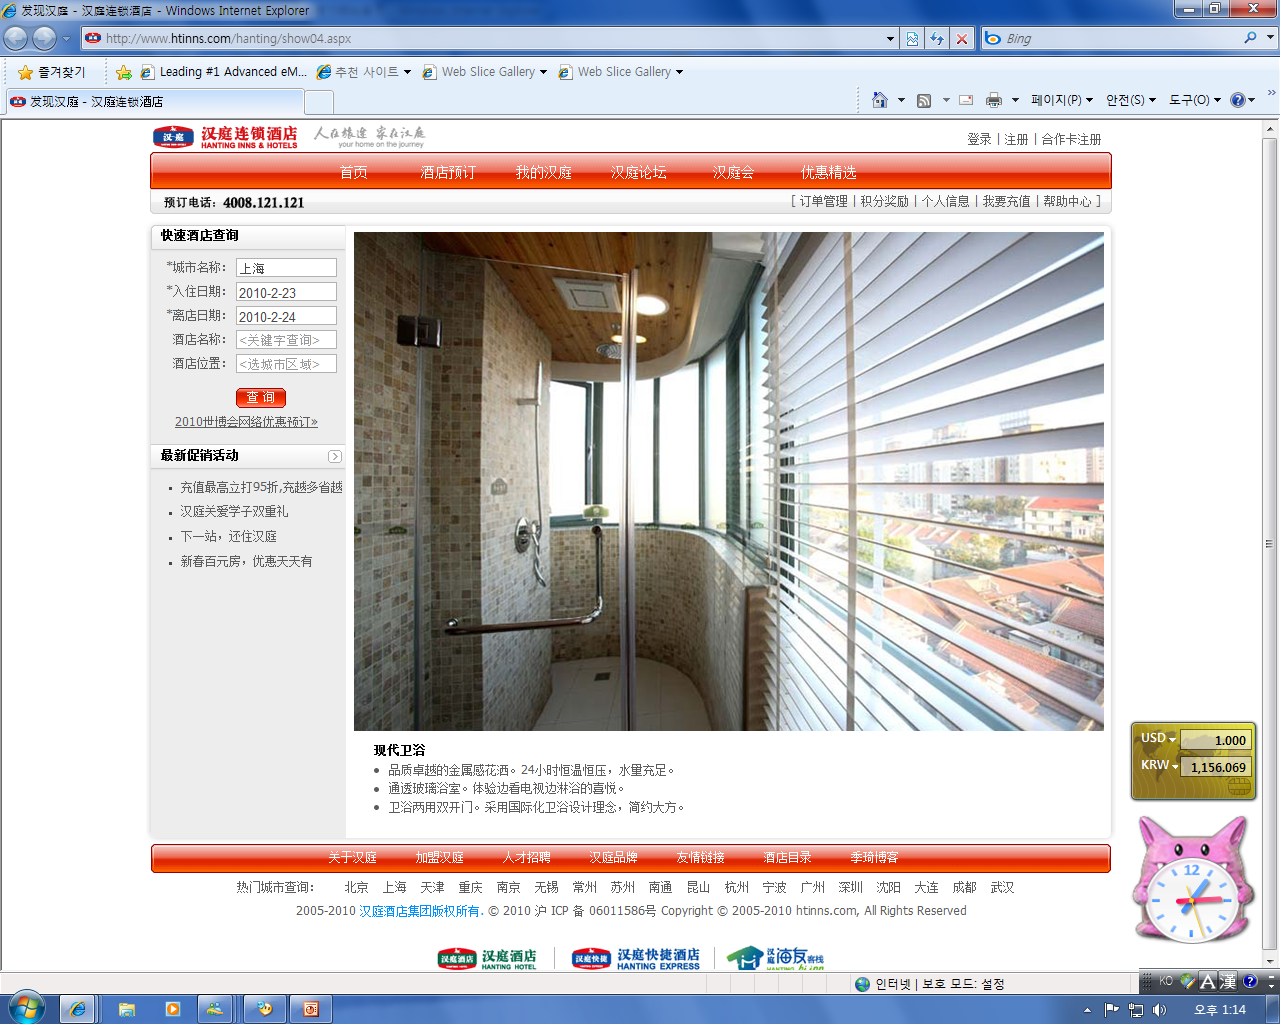 发现汉庭 - 汉庭连锁酒店 - Windows Internet Explorer
http://www.htinns.com/hanting/show04.aspx
Bing
즐겨찾기
Leading #1 Advanced eM...
추천 사이트
Web Slice Gallery
Web Slice Gallery
发现汉庭 - 汉庭连锁酒店
페이지(P)
안전(S)
도구(O)
汉·庭 汉庭连锁酒店 人在旅途 家在汉庭
HANTING INNS & HOTELS your home on the journey
登录 | 注册 | 合作卡注册
首页 酒店预订 我的汉庭 汉庭论坛 汉庭会 优惠精选
预订电话：4008.121.121
[ 订单管理 | 积分奖励 | 个人信息 | 我要充值 | 帮助中心 ]
快速酒店查询
*城市名称： 上海
*入住日期： 2010-2-23
*离店日期： 2010-2-24
酒店名称： <关键字查询>
酒店位置： <选城市区域>
查 询
2010世博会网络优惠预订»
最新促销活动
充值最高立打95折,充越多省越
汉庭关爱学子双重礼
下一站，还住汉庭
新春百元房，优惠天天有
现代卫浴
品质卓越的金属感花洒。24小时恒温恒压，水量充足。
通透玻璃浴室。体验边看电视边淋浴的喜悦。
卫浴两用双开门。采用国际化卫浴设计理念，简约大方。
USD 1.000
KRW 1,156.069
12
关于汉庭 加盟汉庭 人才招聘 汉庭品牌 友情链接 酒店目录 季琦博客
热门城市查询： 北京 上海 天津 重庆 南京 无锡 常州 苏州 南通 昆山 杭州 宁波 广州 深圳 沈阳 大连 成都 武汉
2005-2010 汉庭酒店集团版权所有. © 2010 沪 ICP 备 06011586号 Copyright © 2005-2010 htinns.com, All Rights Reserved
汉庭 汉庭酒店 汉庭快捷 汉庭快捷酒店 汉庭 海友客栈
HANTING HOTEL HANTING EXPRESS HANTING hi inn
인터넷 | 보호 모드: 설정
KO A 漢
오후 1:14